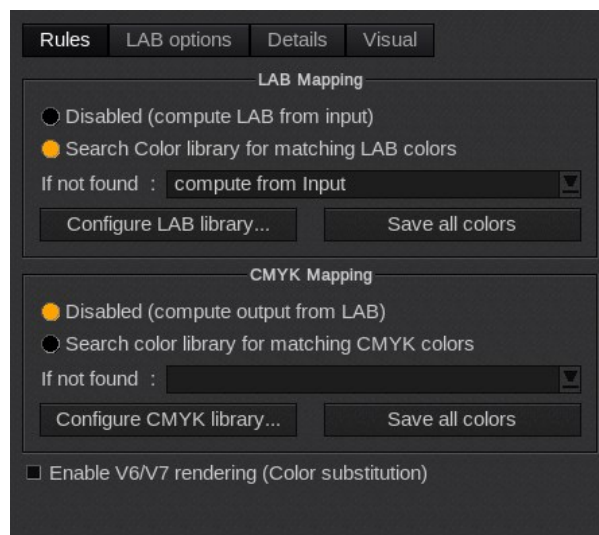 Rules LAB options Details Visual
LAB Mapping
Disabled (compute LAB from input)
Search Color library for matching LAB colors
If not found : compute from Input
Configure LAB library... Save all colors
CMYK Mapping
Disabled (compute output from LAB)
Search color library for matching CMYK colors
If not found :
Configure CMYK library... Save all colors
Enable V6/V7 rendering (Color substitution)